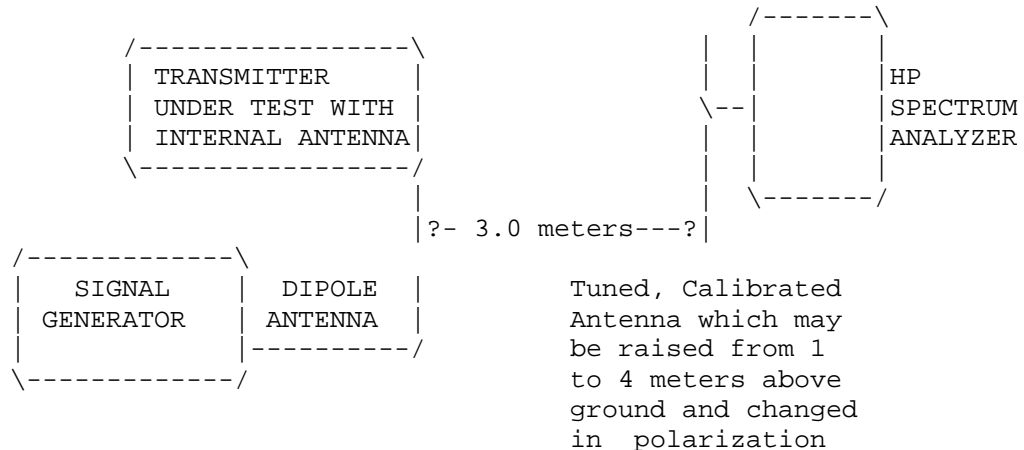 TRANSMITTER
UNDER TEST WITH
INTERNAL ANTENNA
HP
SPECTRUM
ANALYZER
|?- 3.0 meters---?|
SIGNAL
GENERATOR
DIPOLE
ANTENNA
Tuned, Calibrated
Antenna which may
be raised from 1
to 4 meters above
ground and changed
in polarization